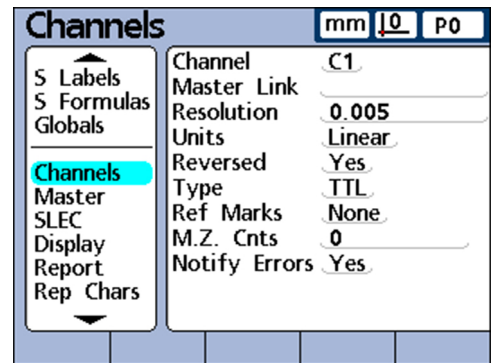 Channels mm 0 P0
S Labels
S Formulas
Globals
Channels
Master
SLEC
Display
Report
Rep Chars
Channel C1
Master Link
Resolution 0.005
Units Linear
Reversed Yes
Type TTL
Ref Marks None
M.Z. Cnts 0
Notify Errors Yes